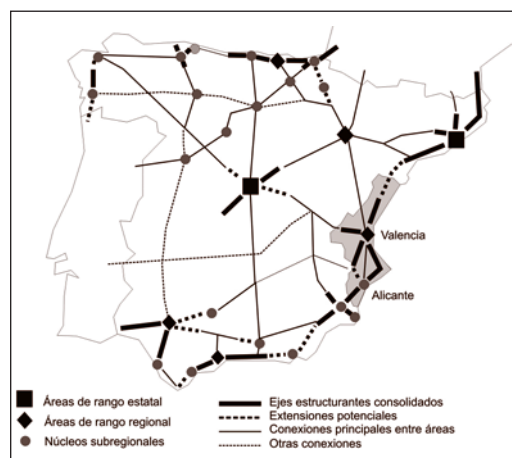 Valencia
Alicante
Áreas de rango estatal
Áreas de rango regional
Núcleos subregionales
Ejes estructurantes consolidados
Extensiones potenciales
Conexiones principales entre áreas
Otras conexiones